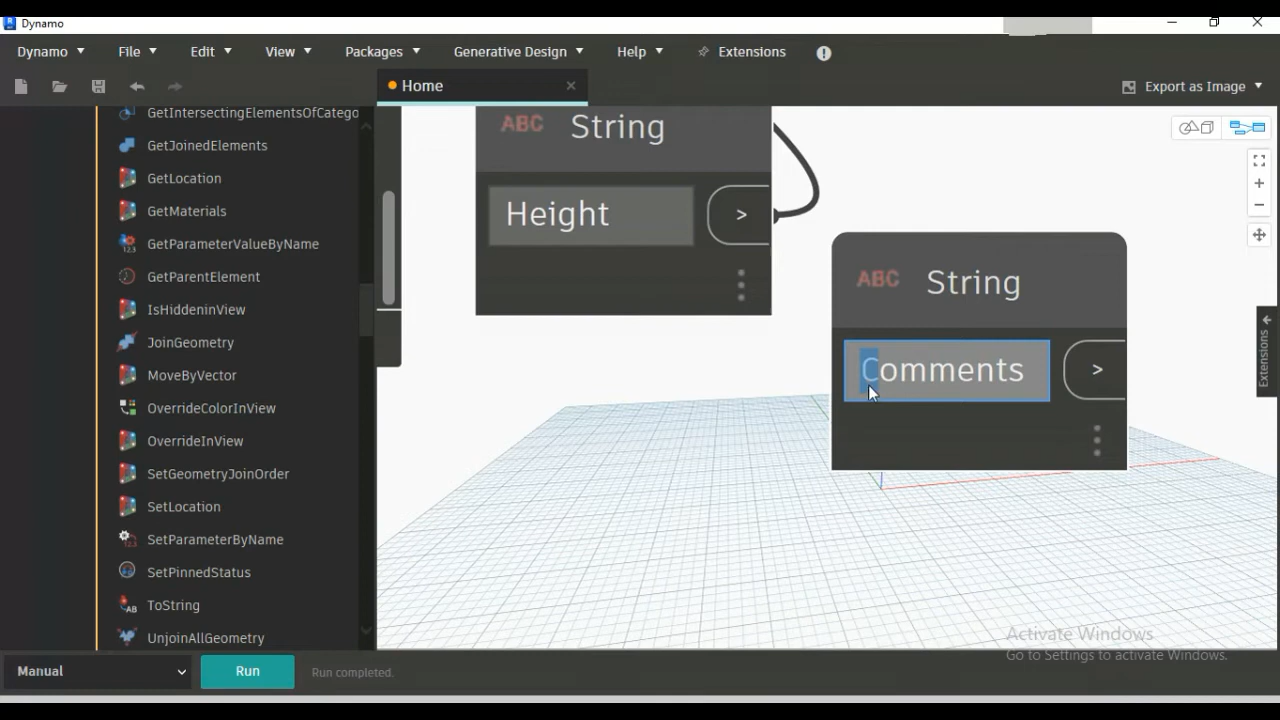 Dynamo
Dynamo File Edit View Packages Generative Design Help Extensions
Home
Export as Image
GetIntersectingElementsOfCatego
GetJoinedElements
GetLocation
GetMaterials
GetParameterValueByName
GetParentElement
IsHiddeninView
JoinGeometry
MoveByVector
OverrideColorInView
OverrideInView
SetGeometryJoinOrder
SetLocation
SetParameterByName
SetPinnedStatus
ToString
UnjoinAllGeometry
ABC String
Height >
ABC String
Comments >
Extensions
Activate Windows
Go to Settings to activate Windows.
Manual Run Run completed.